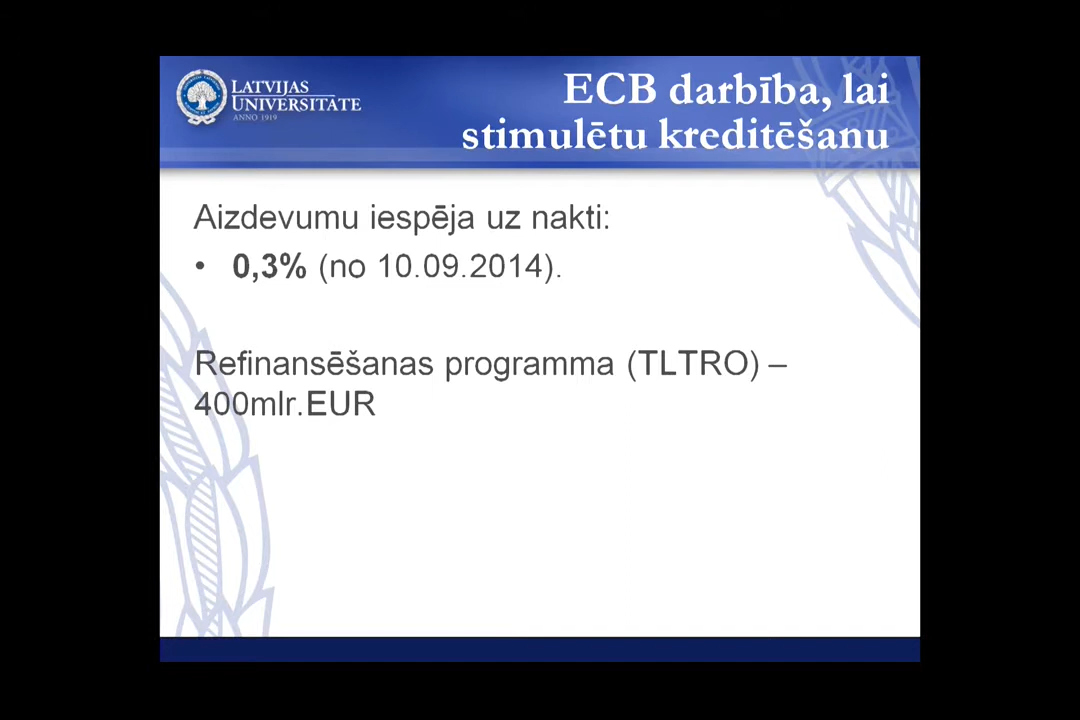 LATVIJAS
UNIVERSITĀTE
ANNO 1919
ECB darbība, lai
stimulētu kreditēšanu
Aizdevumu iespēja uz nakti:
• 0,3% (no 10.09.2014).
Refinansēšanas programma (TLTRO) –
400mlr.EUR